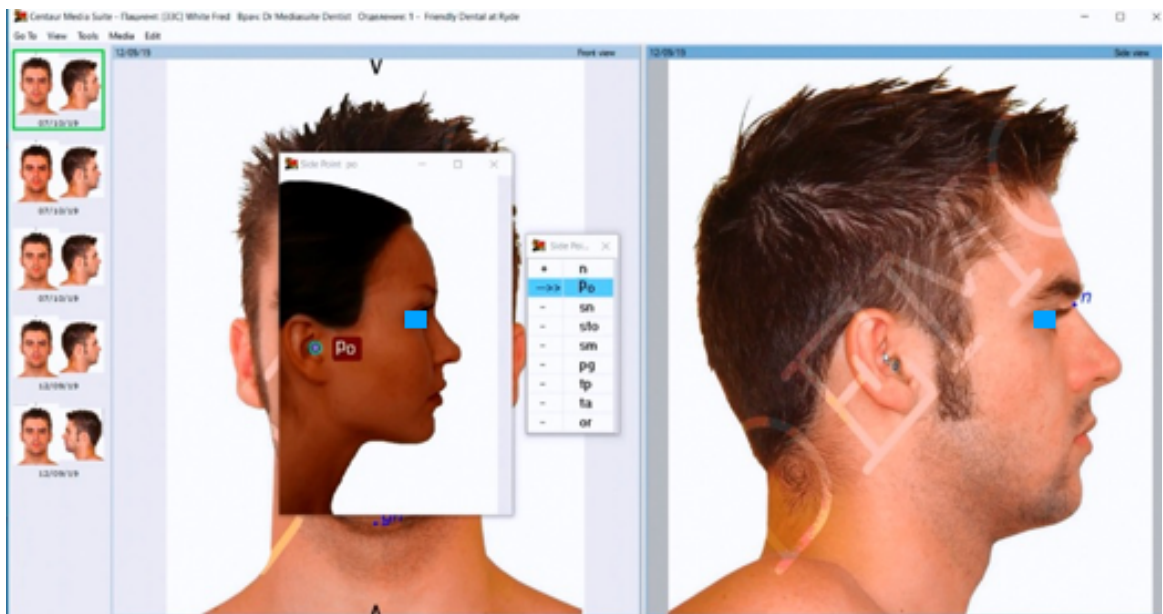 Centaur Media Suite - Пациент: [33C] White Fred Врач: Dr Mediasuite Dentist Отделение: 1 - Friendly Dental at Ryde
Go To View Tools Media Edit
12/09/19 Front view
12/09/19 Side view
07/10/19
07/10/19
07/10/19
12/09/19
12/09/19
V
Side Point po
po
Side Poi...
* n
-->> Po
- sn
- sto
- sm
- pg
- tp
- ta
- or
n
gn
DEMO